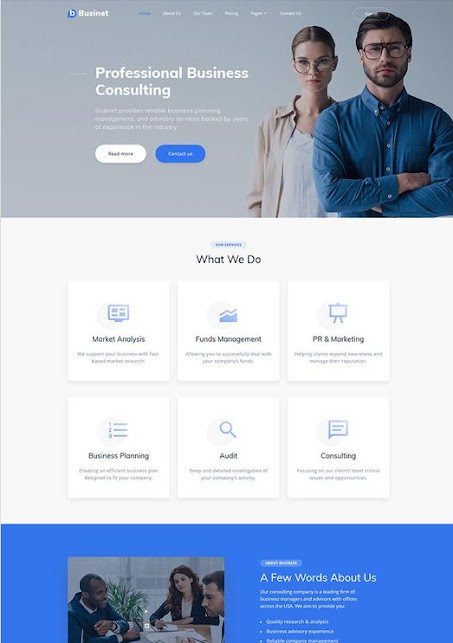 b Businet
Home About Us Our Team Pricing Pages Contact Us
Professional Business
Consulting
Businet provides reliable business planning,
management, and advisory services backed by years
of experience in the industry.
Read more Contact us
OUR SERVICES
What We Do
Market Analysis Funds Management PR & Marketing
We support your business with fact-
based market research.
Allowing you to successfully deal with
your company's funds.
Helping clients expand awareness and
manage their reputation.
1
2
3
Business Planning Audit Consulting
Creating an efficient business plan
designed to fit your company.
Deep and detailed investigation of
your company's activity.
Focusing on our clients' most critical
issues and opportunities.
ABOUT BUSINESS
A Few Words About Us
Our consulting company is a leading firm of
business managers and advisors with offices
across the USA. We aim to provide you:
Quality research & analysis
Business advisory experience
Reliable company management